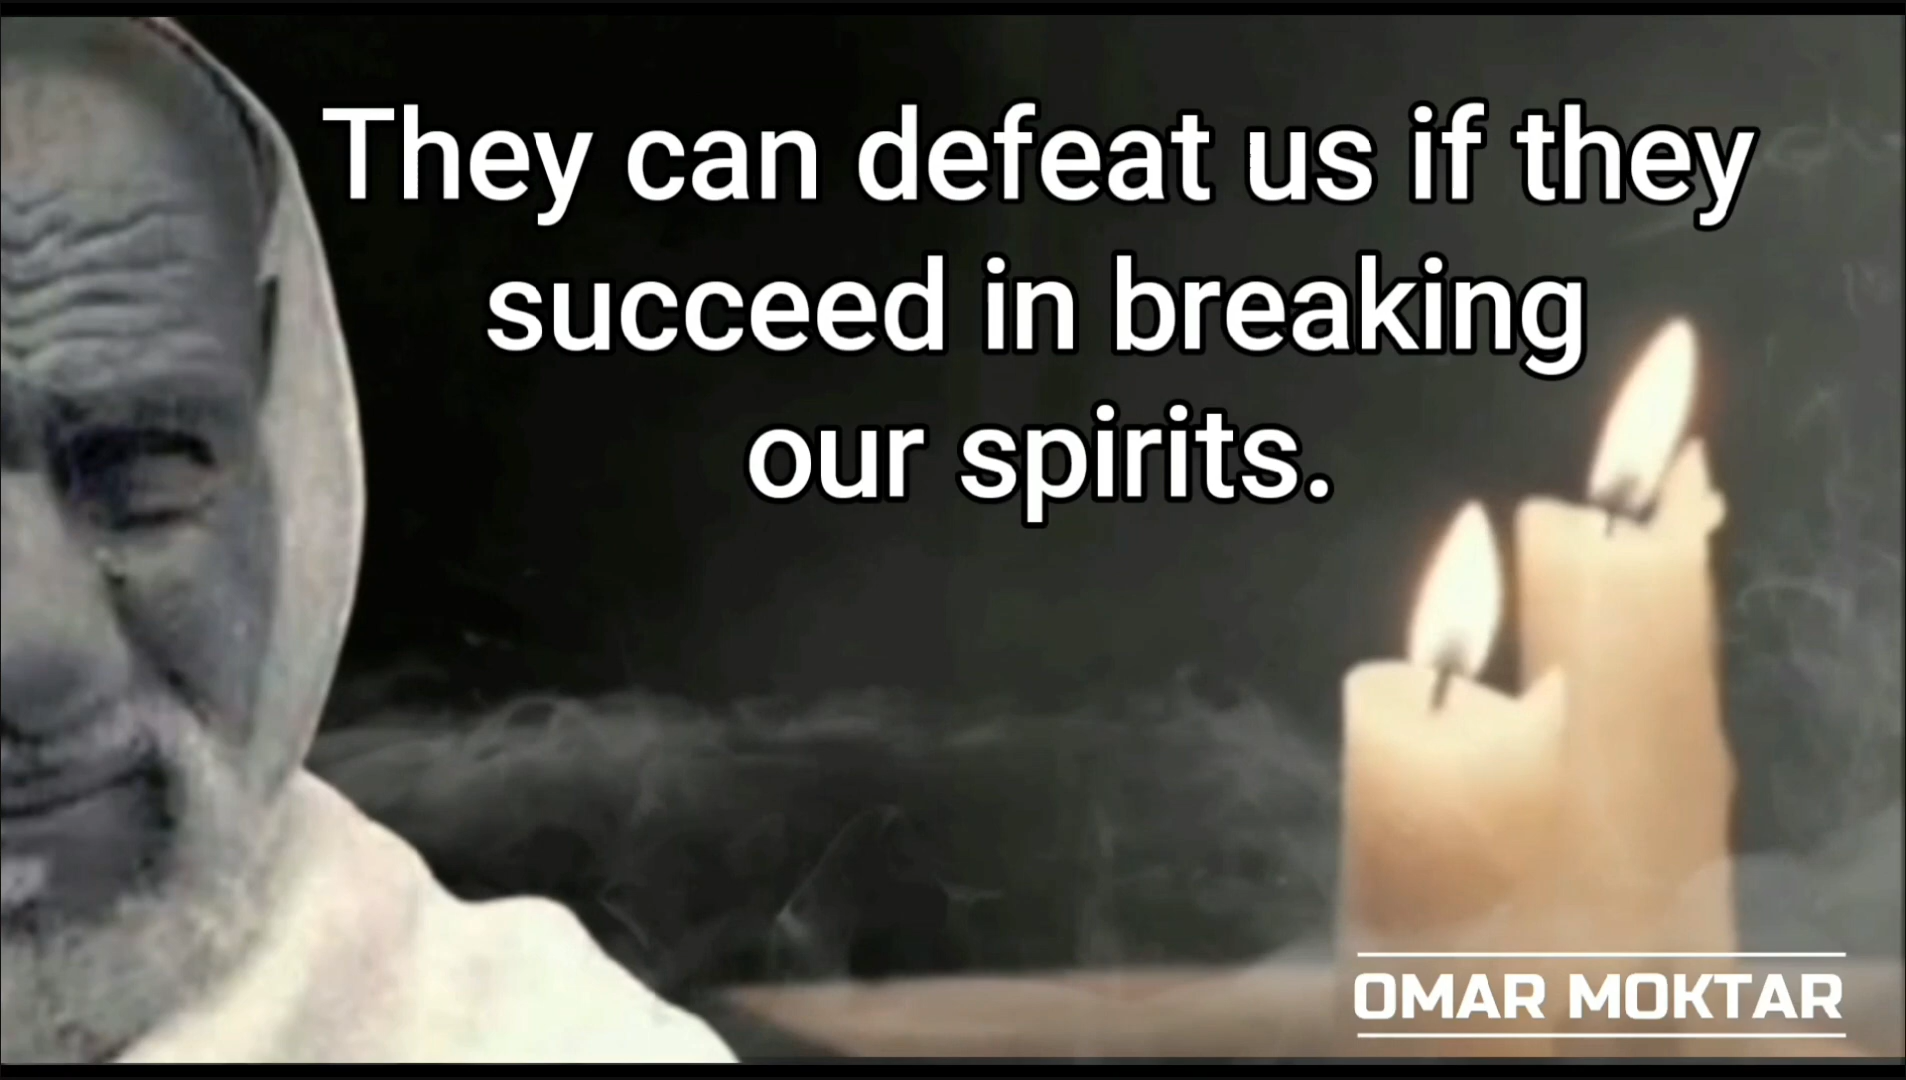 They can defeat us if they
succeed in breaking
our spirits.
OMAR MOKTAR